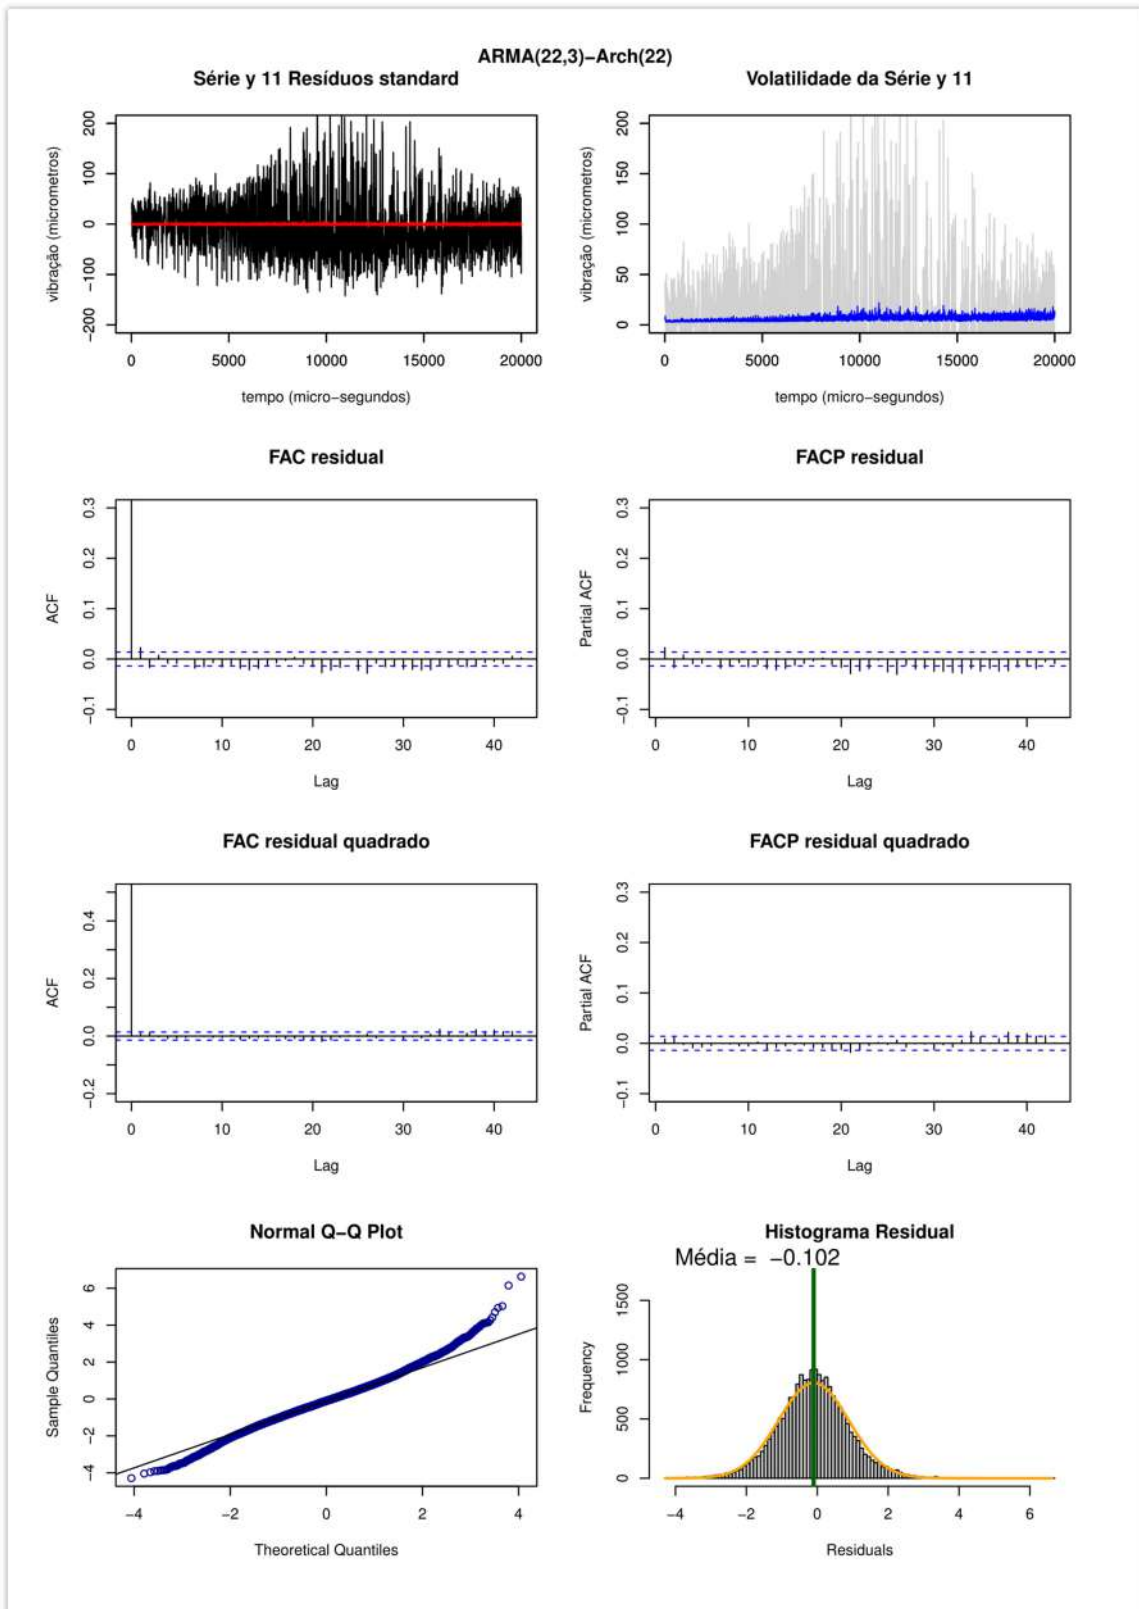 ARMA(22,3)−Arch(22)
Série y 11 Resíduos standard
Volatilidade da Série y 11
vibração (micrometros)
−200 −100 0 100 200
0 5000 10000 15000 20000
tempo (micro−segundos)
vibração (micrometros)
0 50 100 150 200
0 5000 10000 15000 20000
tempo (micro−segundos)
FAC residual
ACF
−0.1 0.0 0.1 0.2 0.3
0 10 20 30 40
Lag
FACP residual
Partial ACF
−0.1 0.0 0.1 0.2 0.3
0 10 20 30 40
Lag
FAC residual quadrado
ACF
−0.2 0.0 0.2 0.4
0 10 20 30 40
Lag
FACP residual quadrado
Partial ACF
−0.1 0.0 0.1 0.2 0.3
0 10 20 30 40
Lag
Normal Q−Q Plot
Sample Quantiles
−4 −2 0 2 4 6
−4 −2 0 2 4
Theoretical Quantiles
Histograma Residual
Média = −0.102
Frequency
0 500 1000 1500
−4 −2 0 2 4 6
Residuals